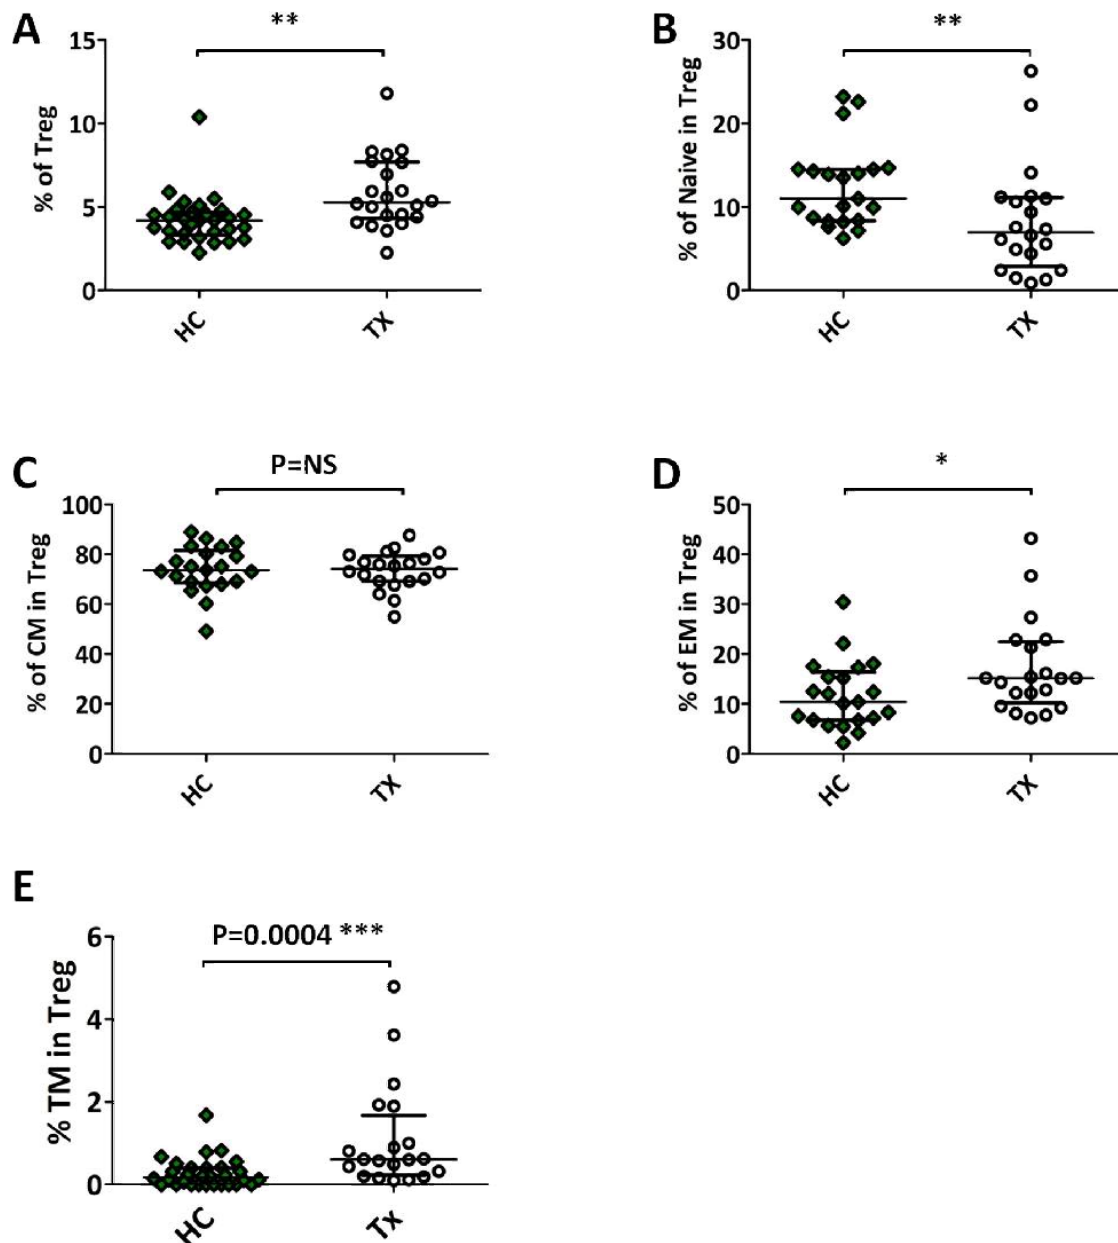 A
**
% of Treg
15
10
5
0
HC
TX
B
**
% of Naive in Treg
30
20
10
0
HC
TX
C
P=NS
% of CM in Treg
100
80
60
40
20
0
HC
TX
D
*
% of EM in Treg
50
40
30
20
10
0
HC
TX
E
P=0.0004 ***
% TM in Treg
6
4
2
0
HC
Tx